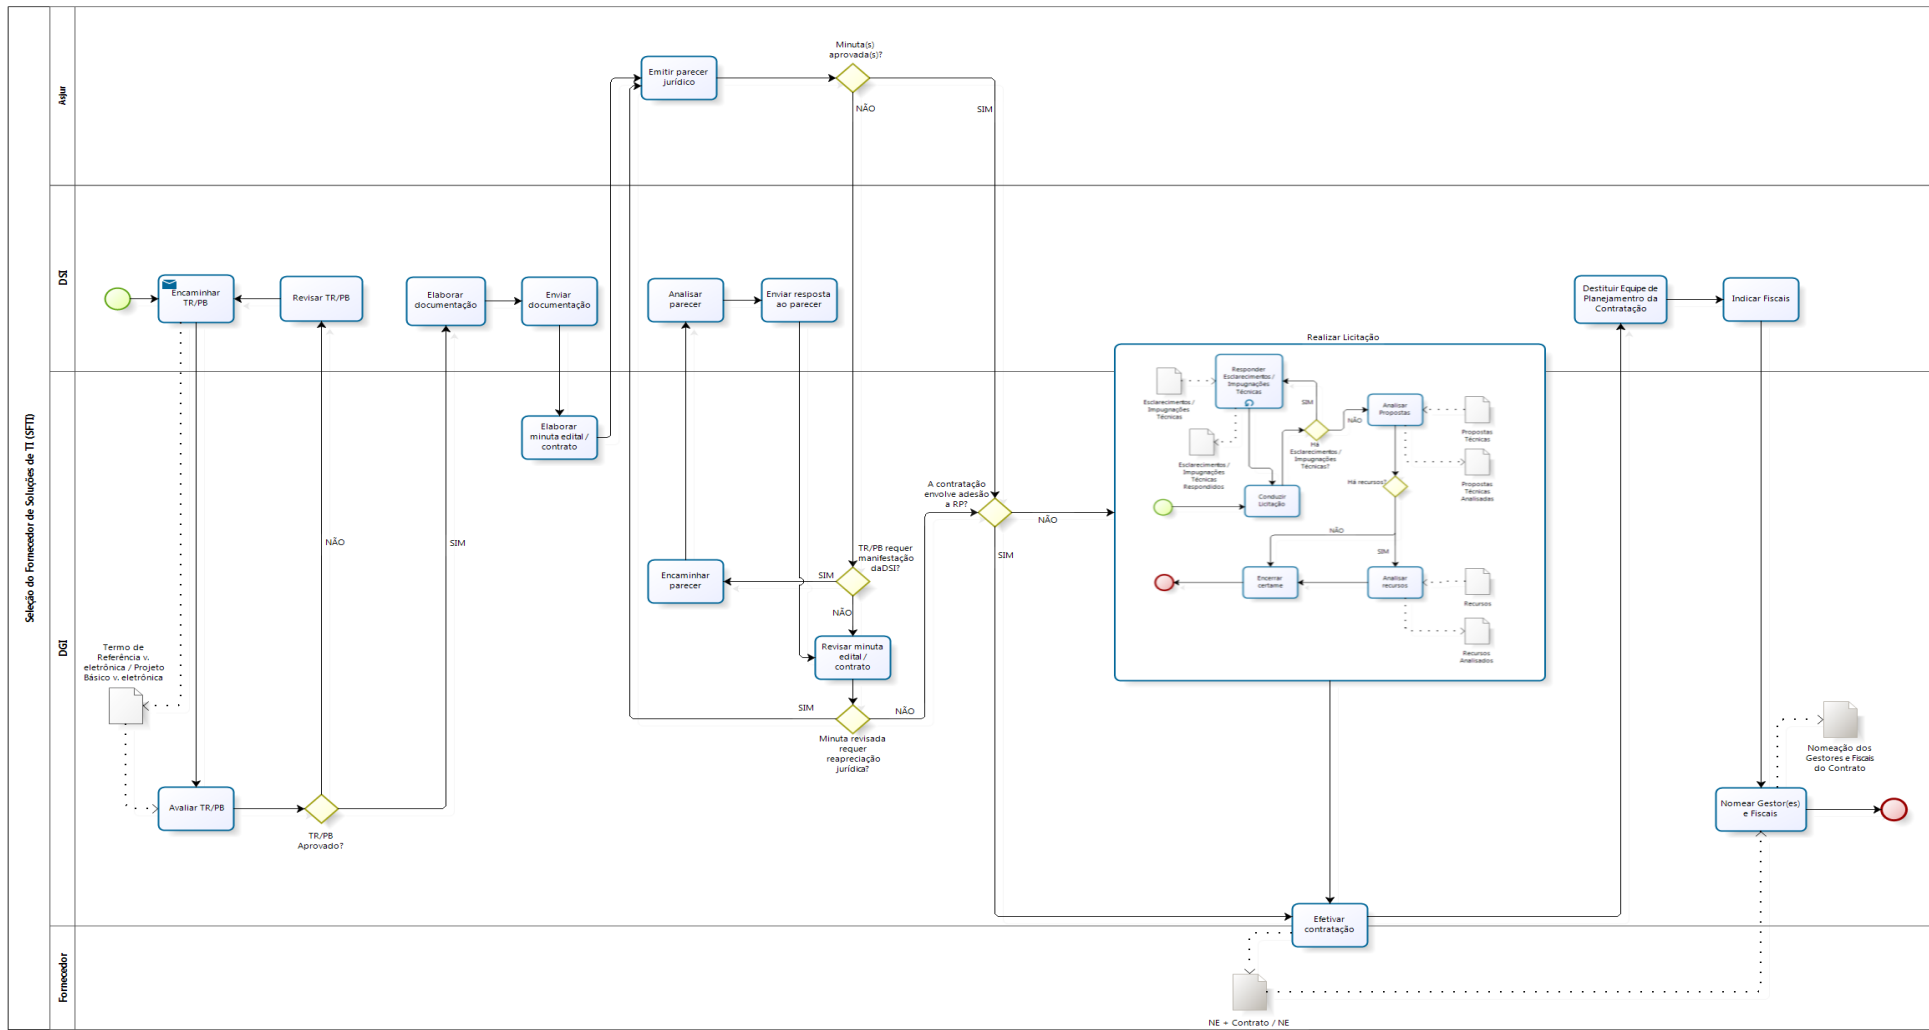 Seleção do Fornecedor de Soluções de TI (SFTI)
Asjur
Emitir parecer
jurídico
Minuta(s)
aprovada(s)?
NÃO
SIM
DSI
Encaminhar
TR/PB
Revisar TR/PB
Elaborar
documentação
Enviar
documentação
Analisar
parecer
Enviar resposta
ao parecer
Destituir Equipe de
Planejamento da
Contratação
Indicar Fiscais
DGI
Elaborar
minuta edital /
contrato
NÃO
SIM
Termo de
Referência v.
eletrônica / Projeto
Básico v. eletrônica
Avaliar TR/PB
TR/PB
Aprovado?
Encaminhar
parecer
SIM
TR/PB requer
manifestação
daDSI?
NÃO
Revisar minuta
edital /
contrato
SIM
NÃO
Minuta revisada
requer
reapreciação
jurídica?
A contratação
envolve adesão
a RP?
NÃO
SIM
Realizar Licitação
Responder
Esclarecimentos /
Impugnações
Técnicas
Esclarecimentos /
Impugnações
Técnicas
Esclarecimentos /
Impugnações
Técnicas
Respondidos
SIM
NÃO
Há
Esclarecimentos /
Impugnações
Técnicas?
Analisar
Propostas
Propostas
Técnicas
Propostas
Técnicas
Analisadas
Há recursos?
Conduzir
Licitação
NÃO
SIM
Encerrar
certame
Analisar
recursos
Recursos
Recursos
Analisados
Nomeação dos
Gestores e Fiscais
do Contrato
Nomear Gestor(es)
e Fiscais
Efetivar
contratação
Fornecedor
NE + Contrato / NE